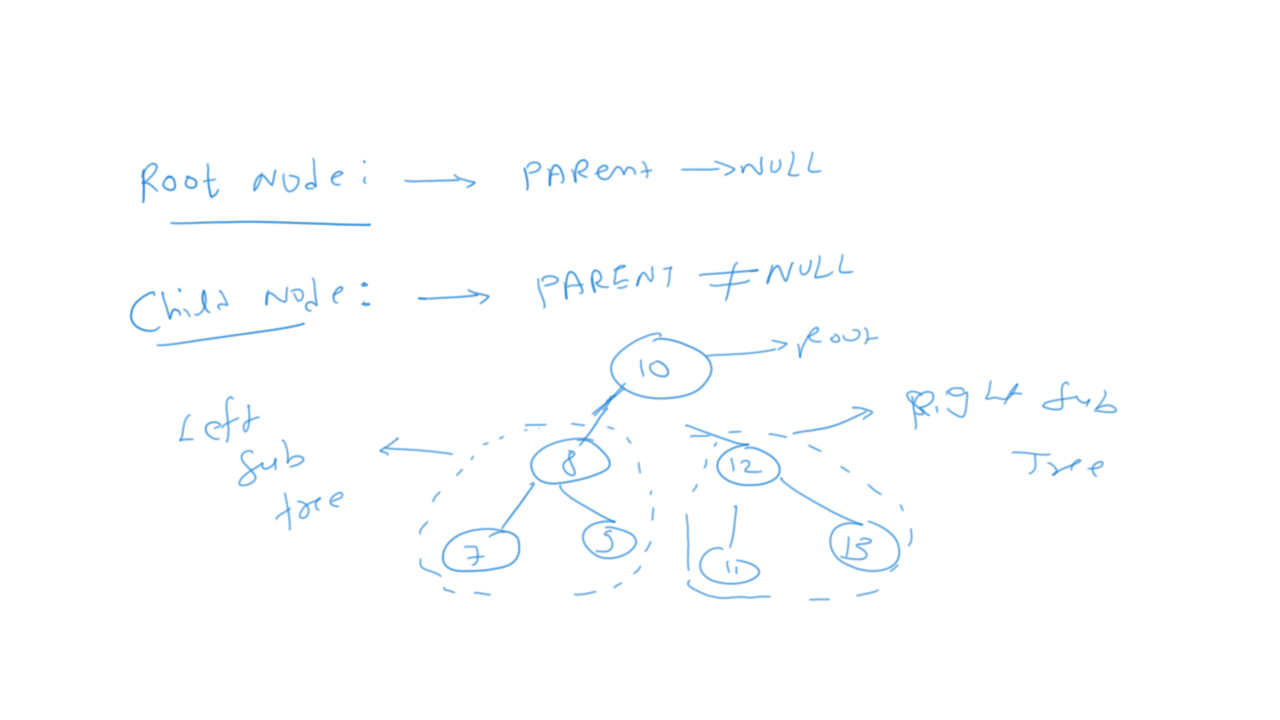 Root Node: → PARent → NULL
Child Node: → PARENT ≠ NULL
10 → Root
Left
Sub
tree
Right Sub
Tree
8
12
7
5
11
13